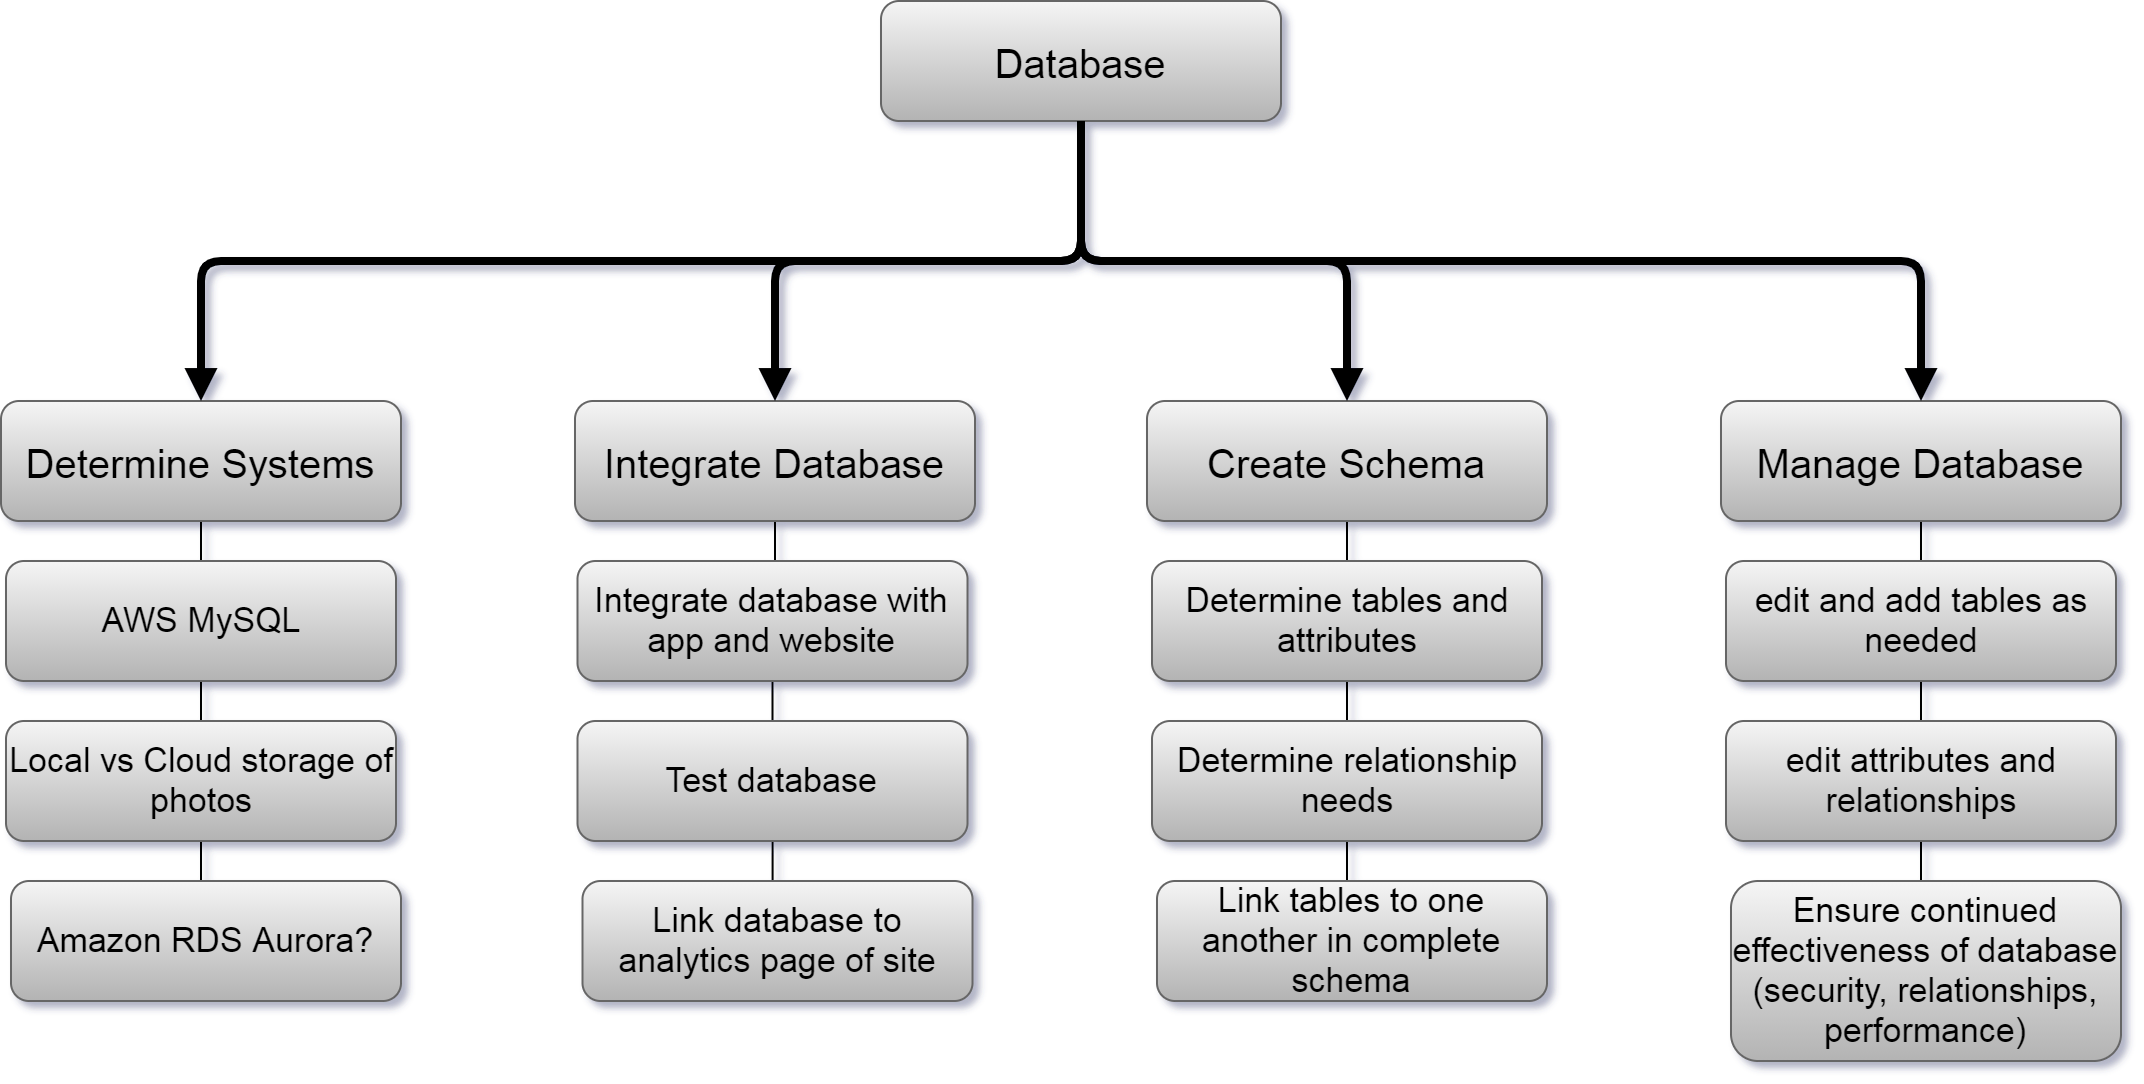 Database
Determine Systems
AWS MySQL
Local vs Cloud storage of
photos
Amazon RDS Aurora?
Integrate Database
Integrate database with
app and website
Test database
Link database to
analytics page of site
Create Schema
Determine tables and
attributes
Determine relationship
needs
Link tables to one
another in complete
schema
Manage Database
edit and add tables as
needed
edit attributes and
relationships
Ensure continued
effectiveness of database
(security, relationships,
performance)